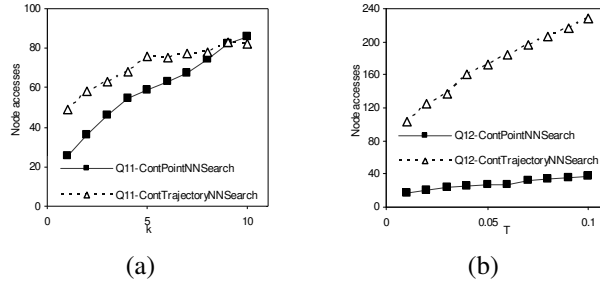 100
80
60
40
20
0
Node accesses
Q11-ContPointNNSearch
Q11-ContTrajectoryNNSearch
0
5
10
k
(a)
240
200
160
120
80
40
0
Node accesses
Q12-ContPointNNSearch
Q12-ContTrajectoryNNSearch
0
0.05
0.1
T
(b)